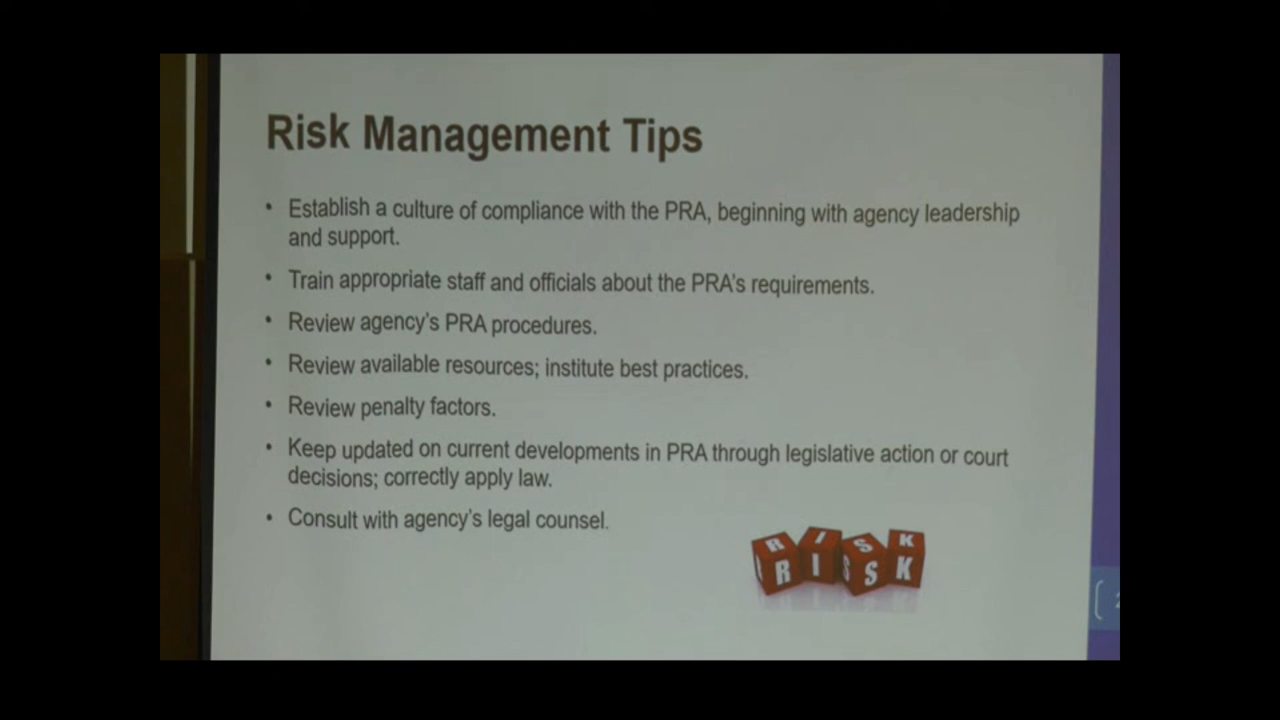 Risk Management Tips
• Establish a culture of compliance with the PRA, beginning with agency leadership
and support.
• Train appropriate staff and officials about the PRA's requirements.
• Review agency's PRA procedures.
• Review available resources; institute best practices.
• Review penalty factors.
• Keep updated on current developments in PRA through legislative action or court
decisions; correctly apply law.
• Consult with agency's legal counsel.
R I S K
R I S K